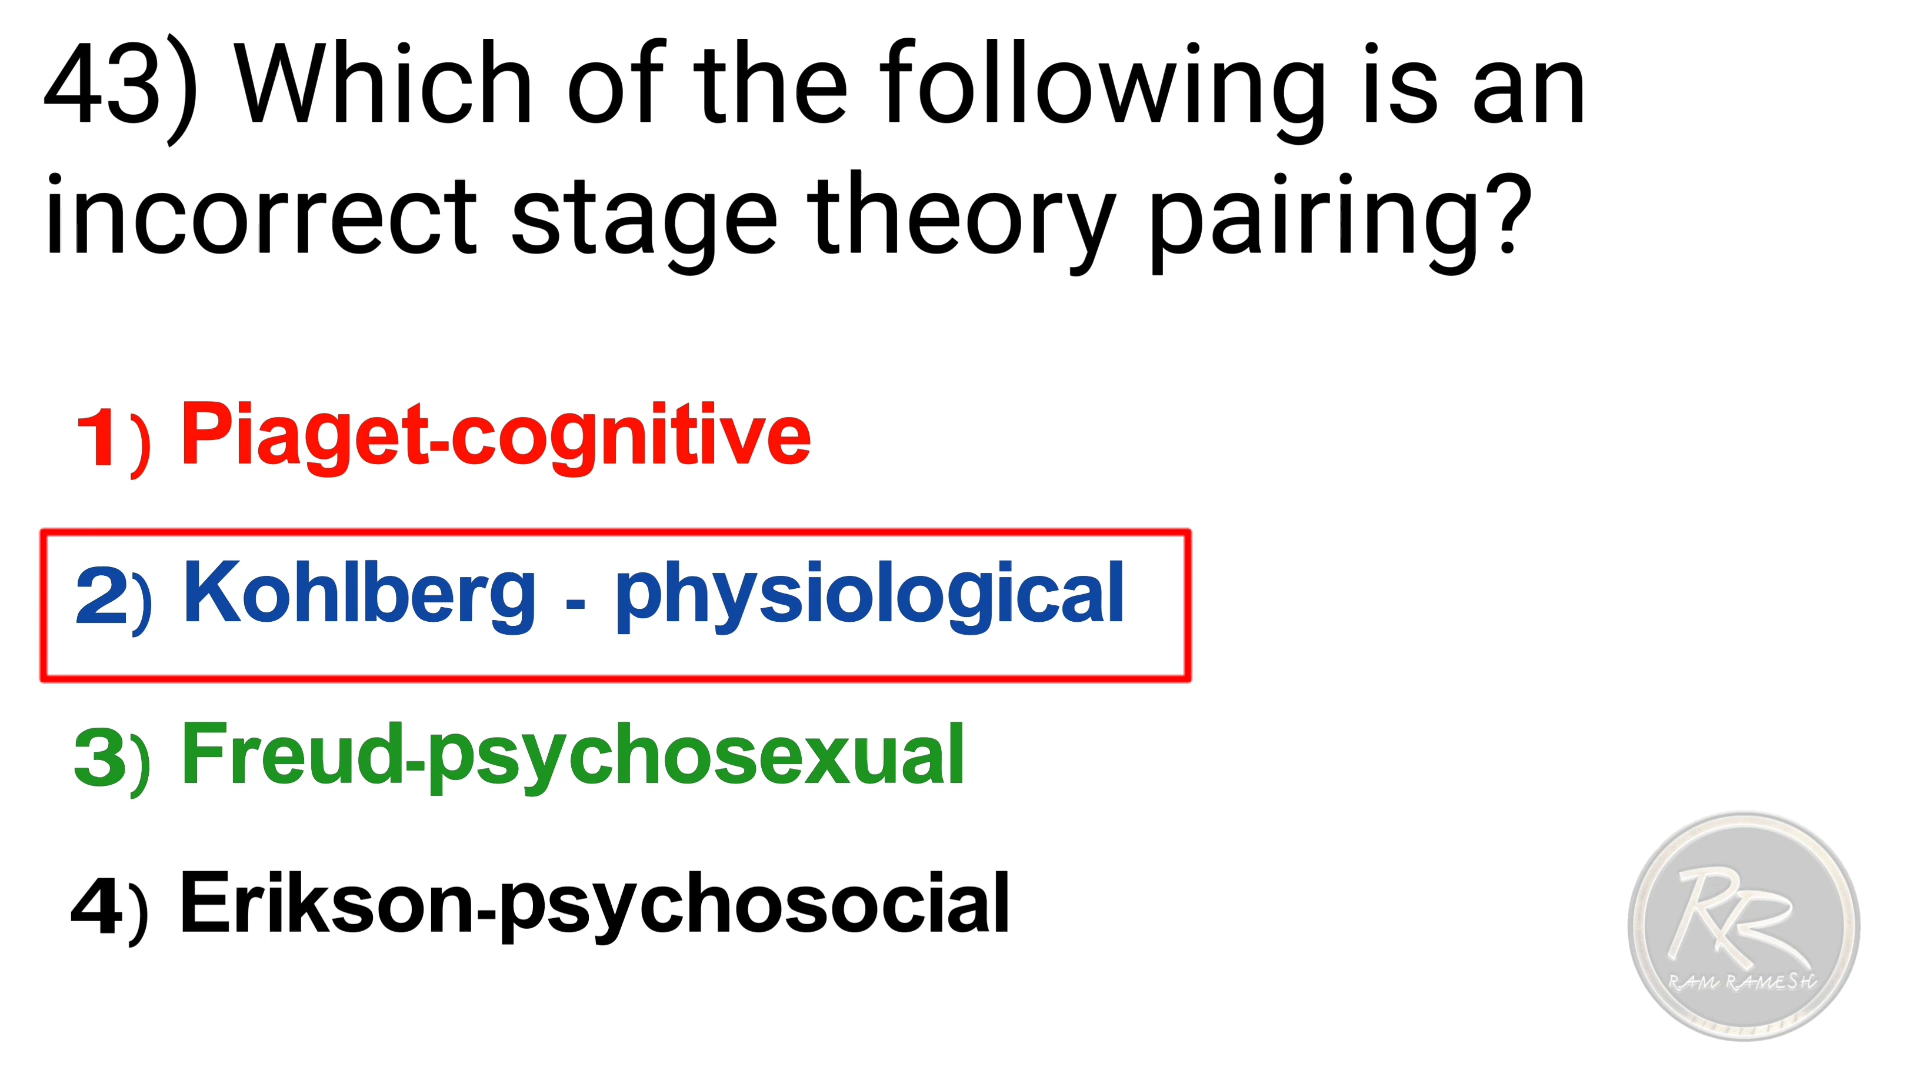 43) Which of the following is an
incorrect stage theory pairing?
1) Piaget-cognitive
2) Kohlberg - physiological
3) Freud-psychosexual
4) Erikson-psychosocial
RR
RAM RAMESH